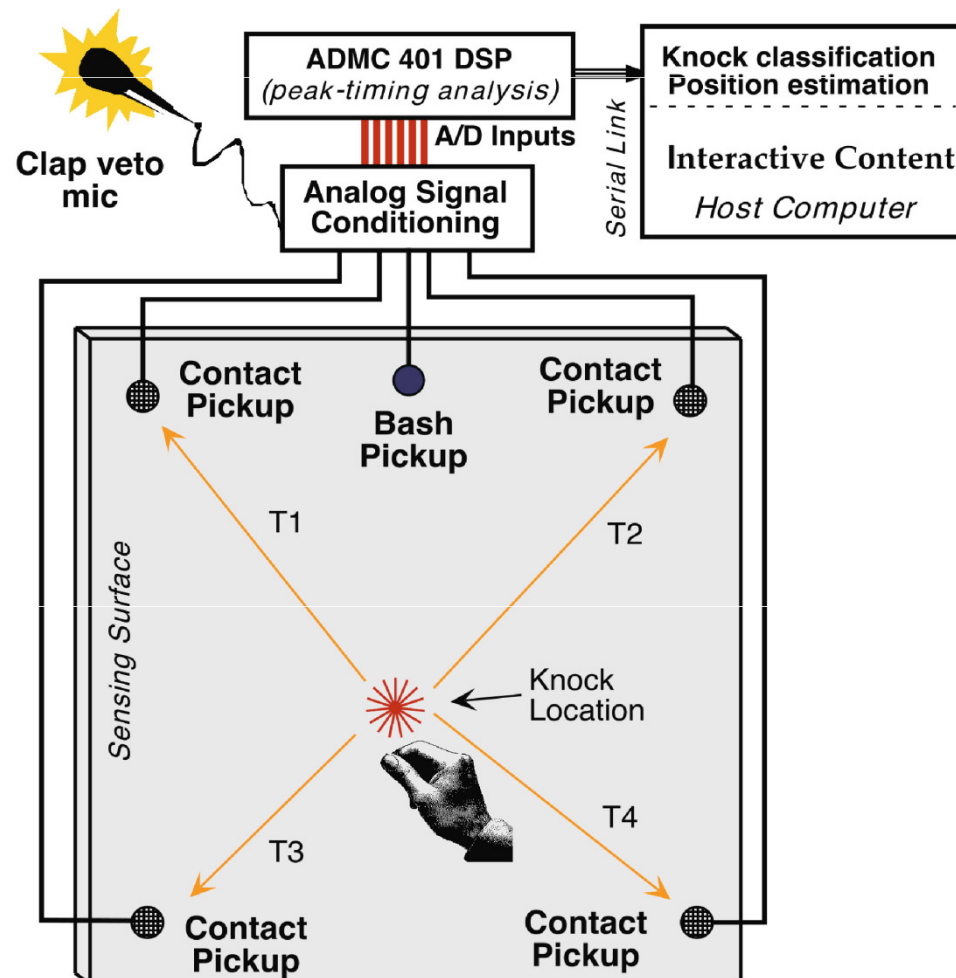 ADMC 401 DSP
(peak-timing analysis)
Knock classification
Position estimation
A/D Inputs
Serial Link
Interactive Content
Host Computer
Clap veto
mic
Analog Signal
Conditioning
Contact
Pickup
Bash
Pickup
Contact
Pickup
T1
T2
Sensing Surface
Knock
Location
T3
T4
Contact
Pickup
Contact
Pickup